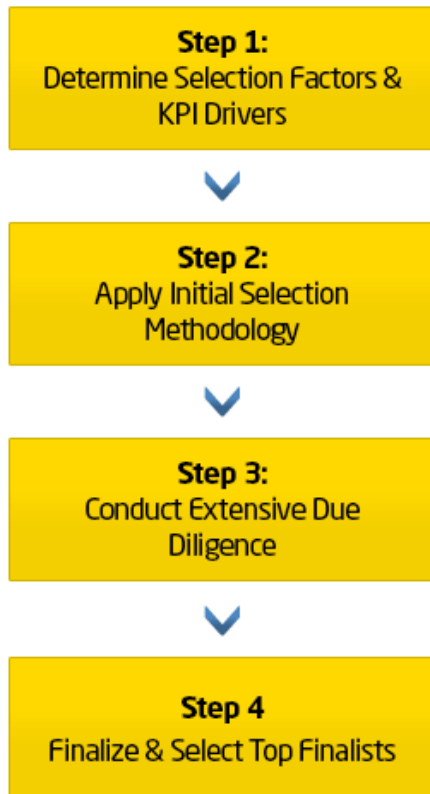 Step 1:
Determine Selection Factors &
KPI Drivers
Step 2:
Apply Initial Selection
Methodology
Step 3:
Conduct Extensive Due
Diligence
Step 4
Finalize & Select Top Finalists